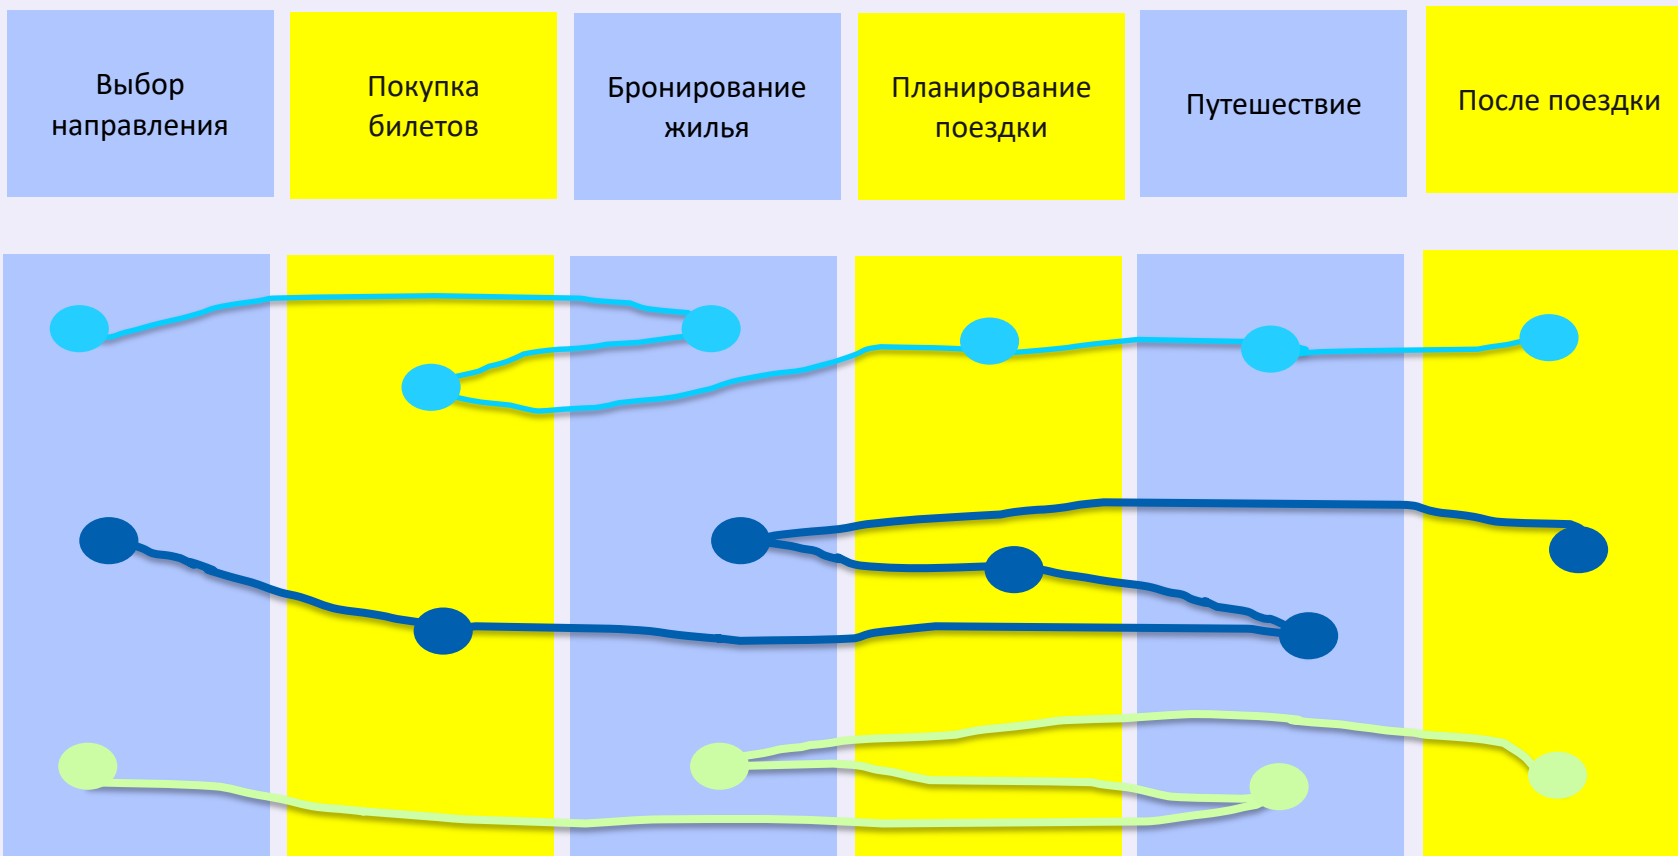 Выбор
направления
Покупка
билетов
Бронирование
жилья
Планирование
поездки
Путешествие
После поездки